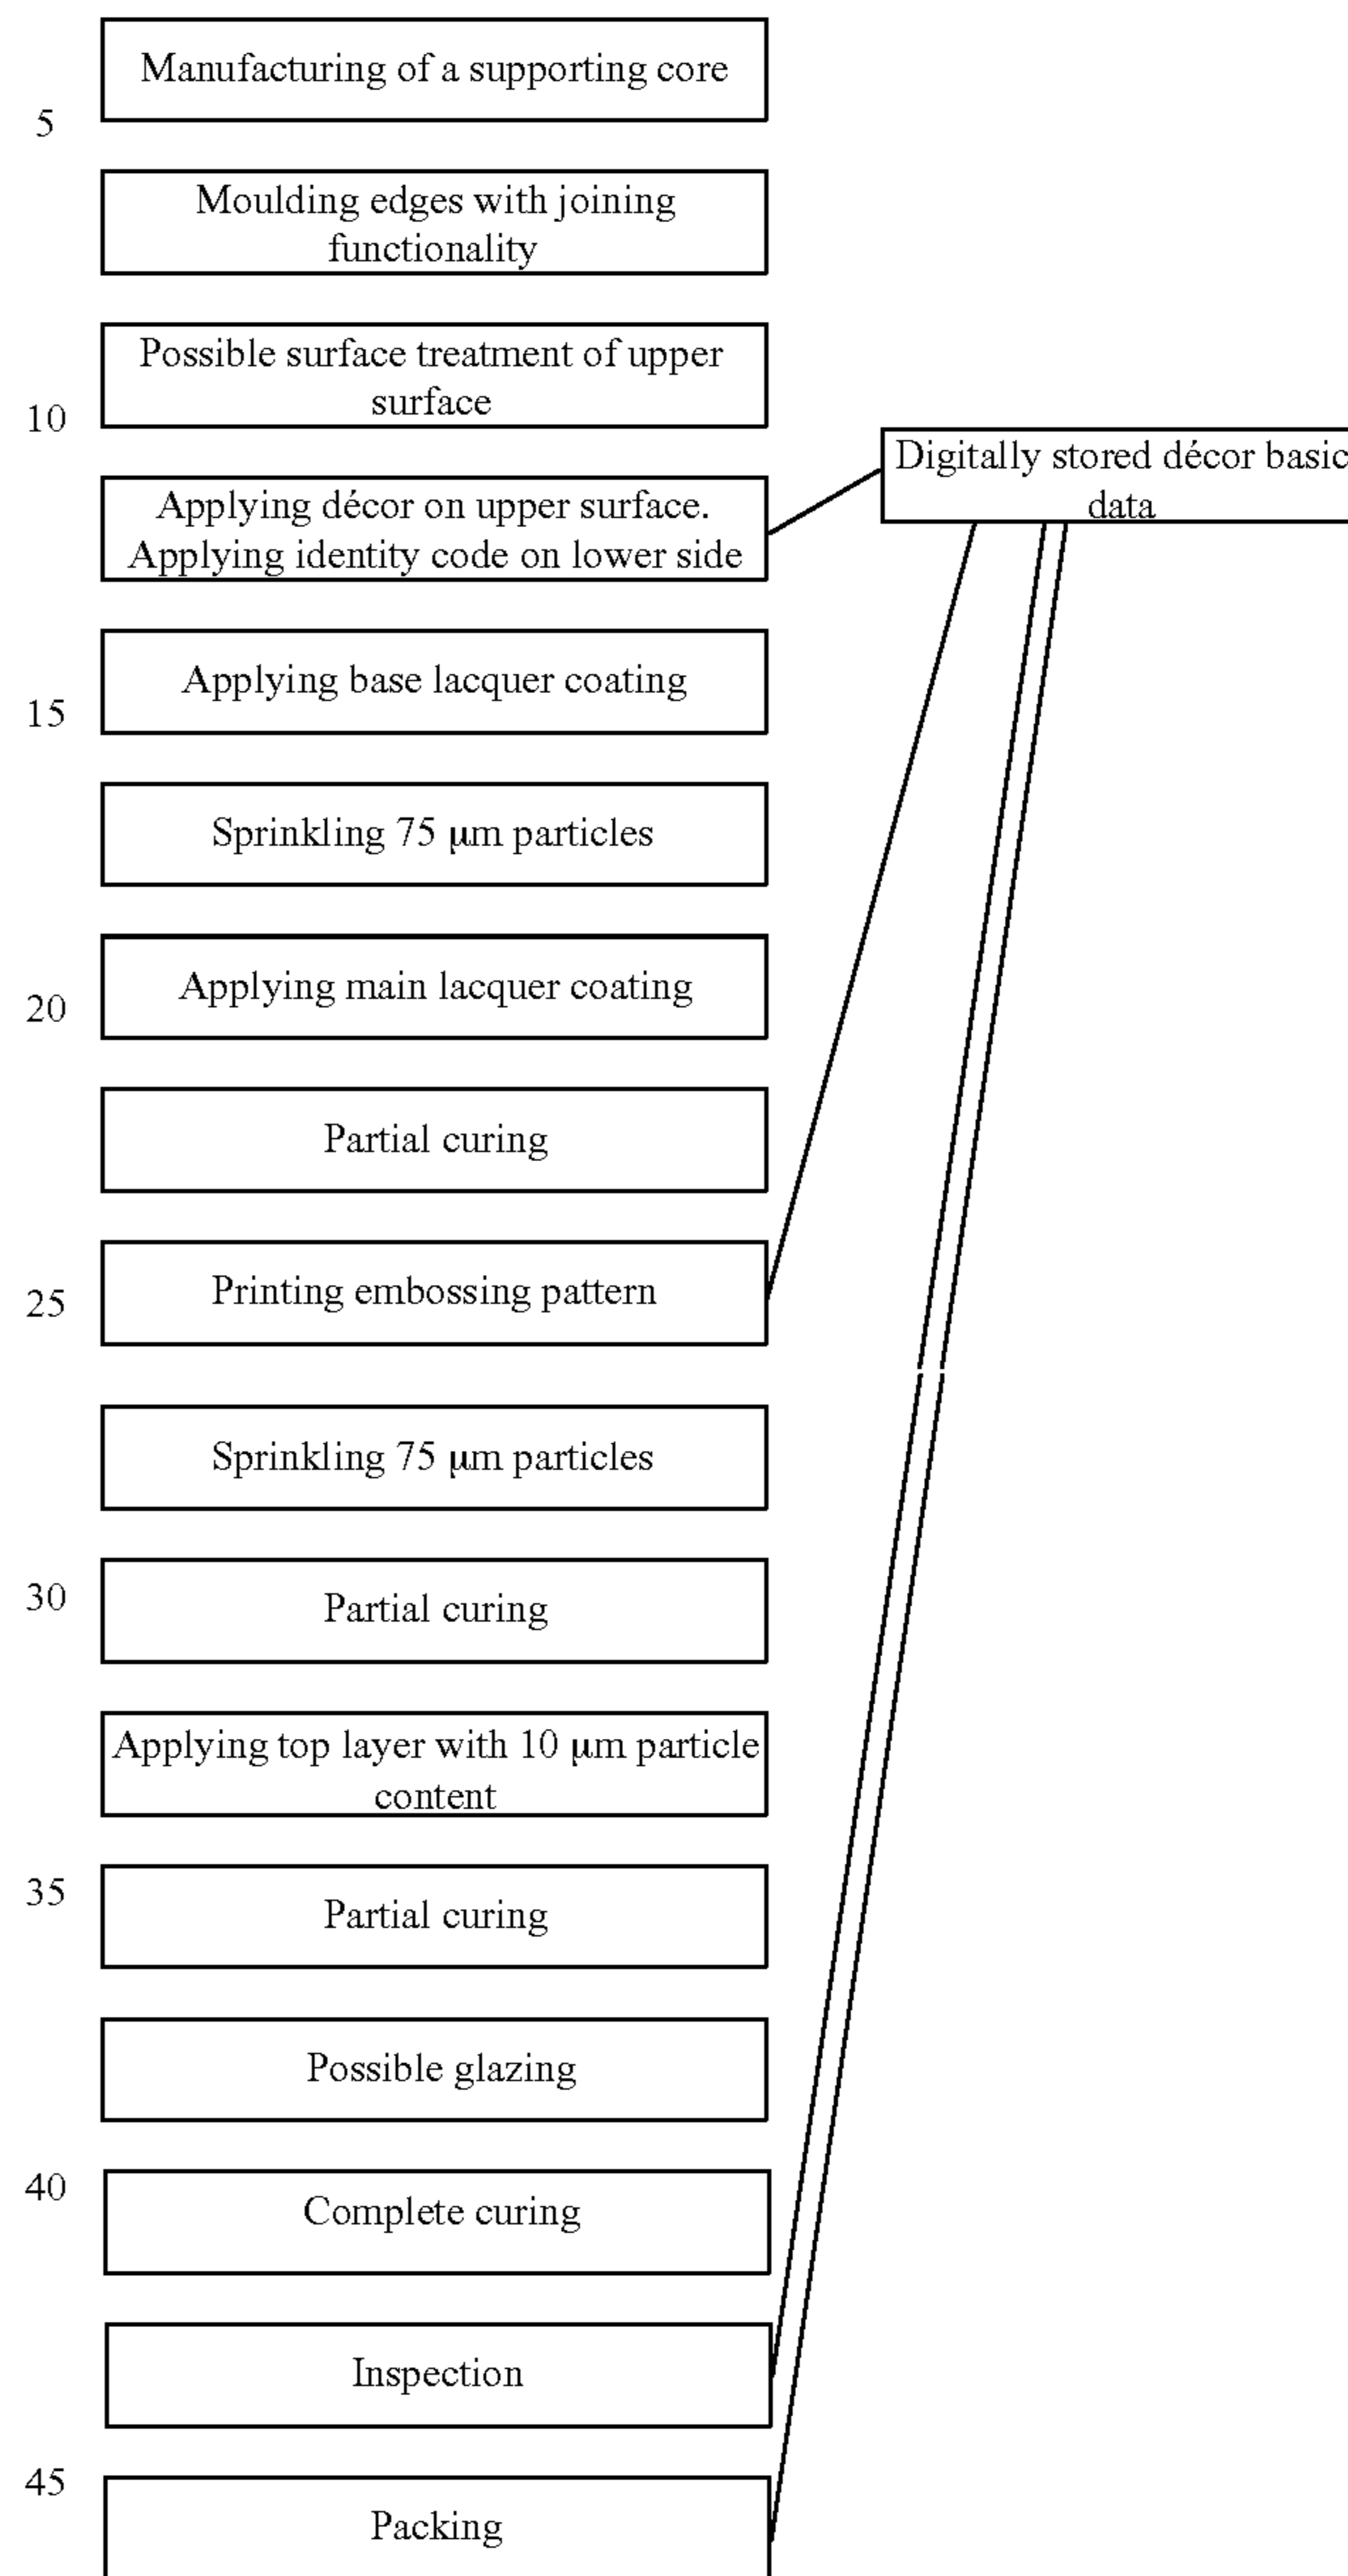 Manufacturing of a supporting core
5
Moulding edges with joining
functionality
Possible surface treatment of upper
surface
10
Digitally stored décor basic
data
Applying décor on upper surface.
Applying identity code on lower side
Applying base lacquer coating
15
Sprinkling 75 μm particles
Applying main lacquer coating
20
Partial curing
Printing embossing pattern
25
Sprinkling 75 μm particles
30
Partial curing
Applying top layer with 10 μm particle
content
35
Partial curing
Possible glazing
40
Complete curing
Inspection
45
Packing